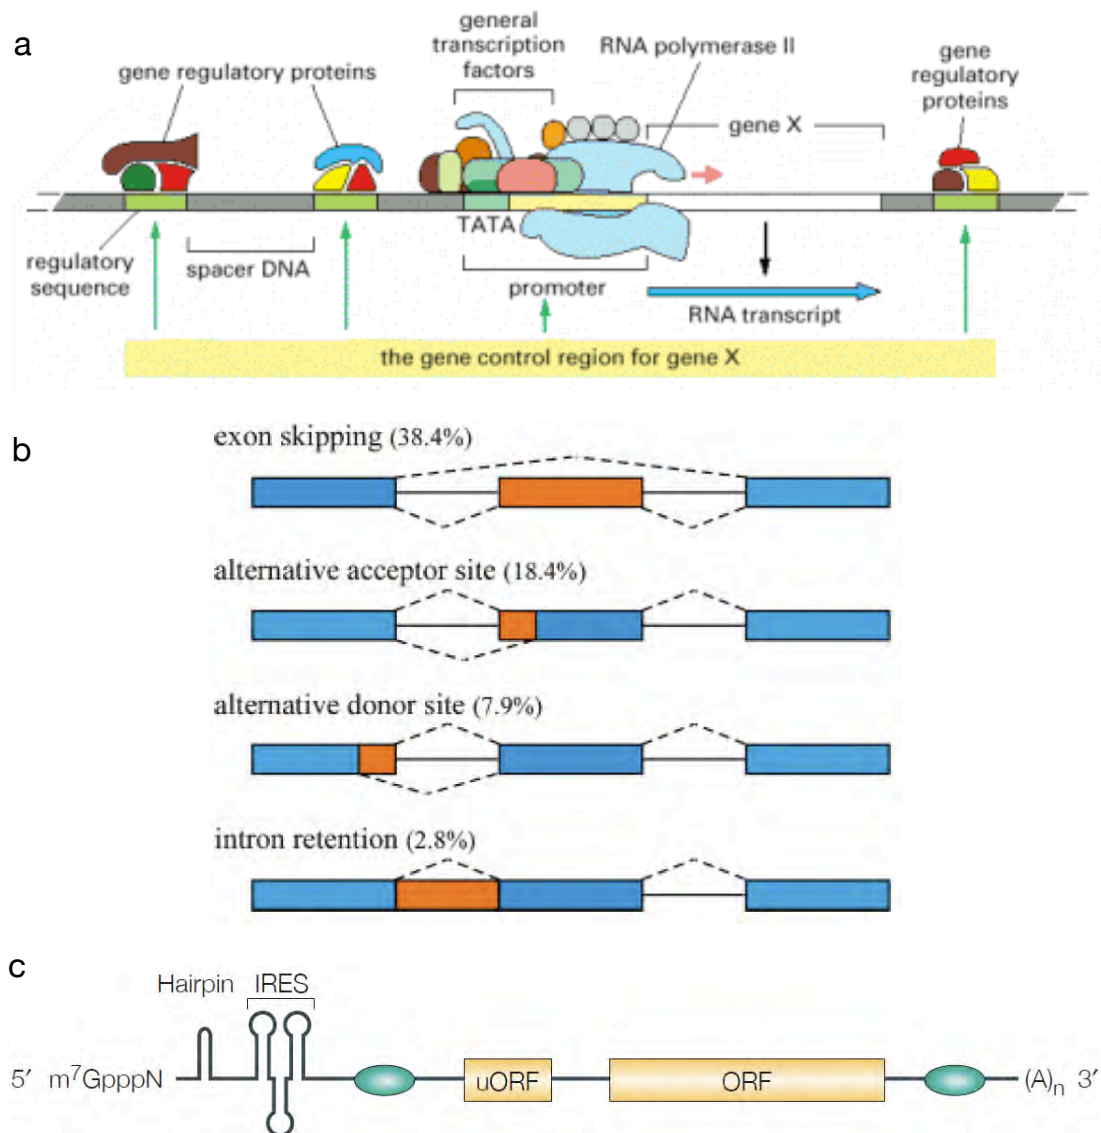 a
general
transcription
factors
RNA polymerase II
gene
regulatory
proteins
gene regulatory proteins
gene X
TATA
regulatory
sequence
spacer DNA
promoter
RNA transcript
the gene control region for gene X
b
exon skipping (38.4%)
alternative acceptor site (18.4%)
alternative donor site (7.9%)
intron retention (2.8%)
c
Hairpin IRES
5′ m⁷GpppN uORF ORF (A)ₙ 3′